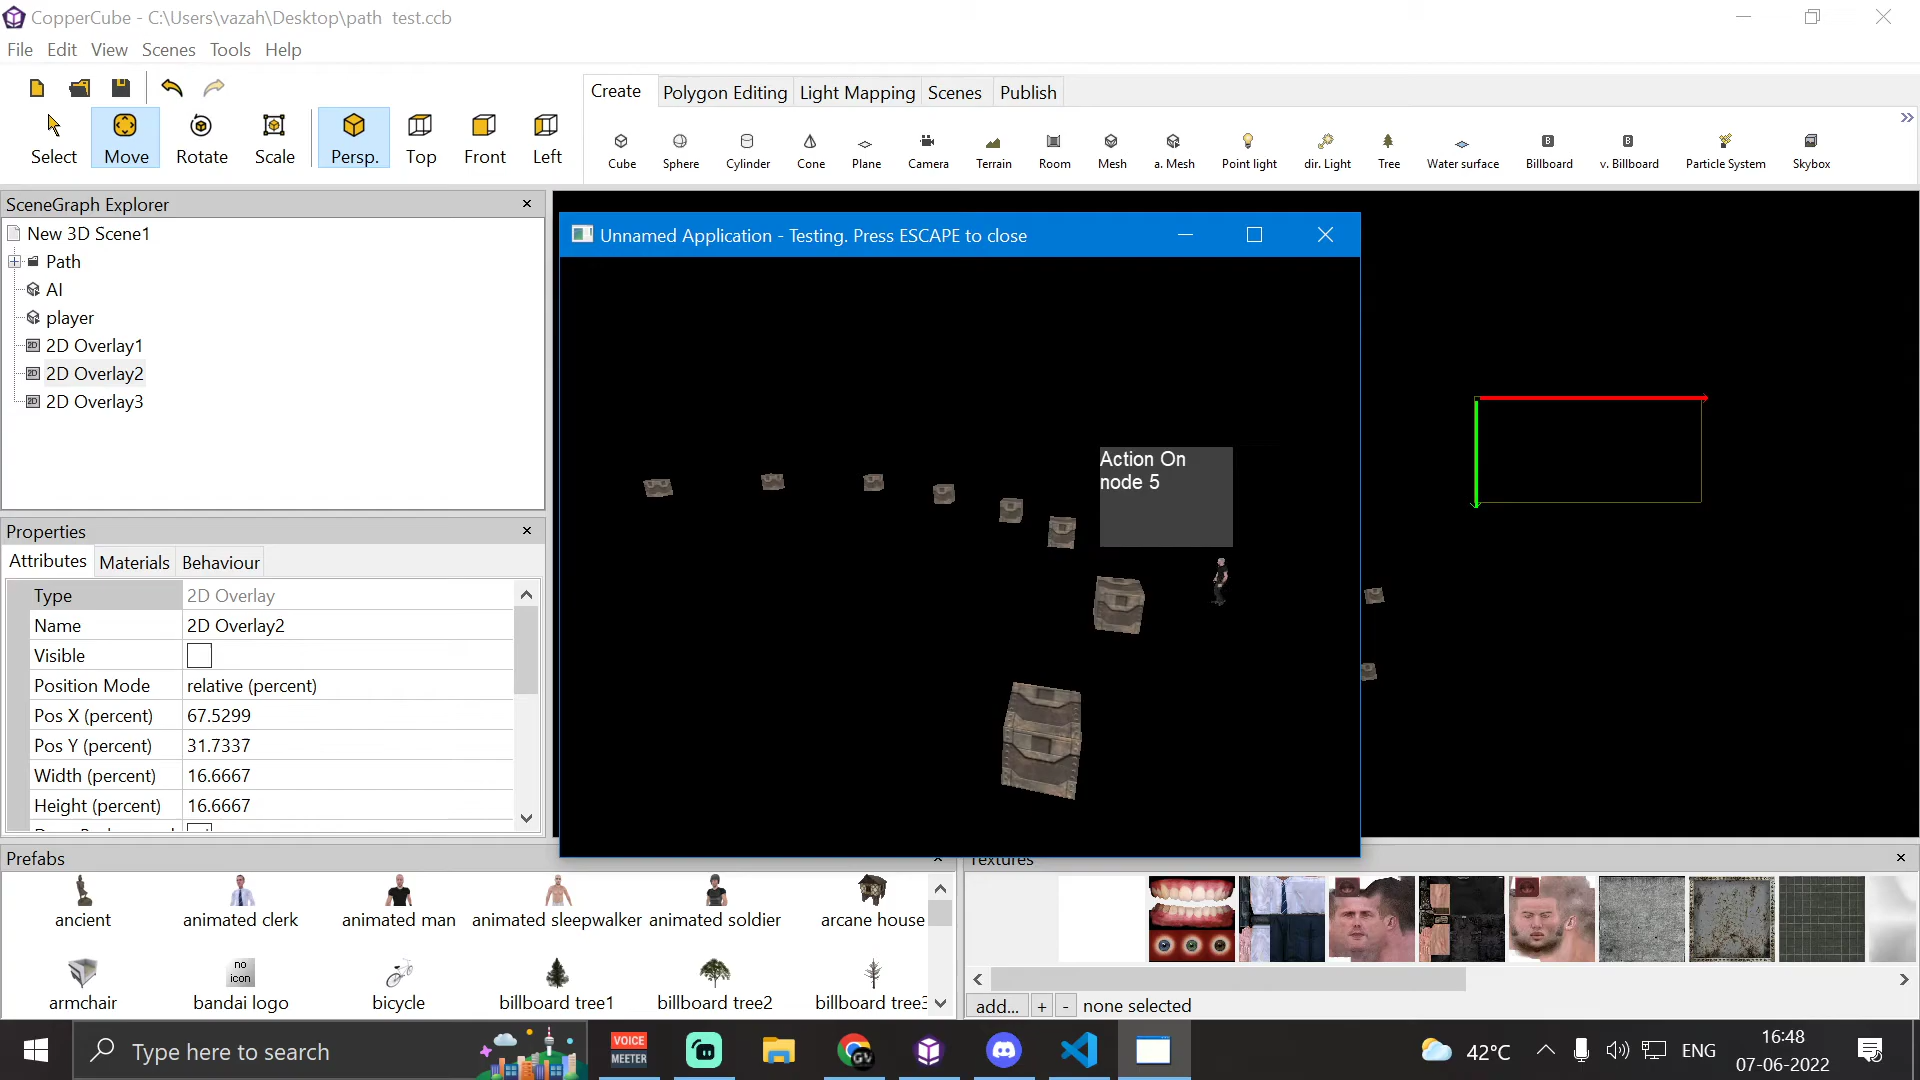 CopperCube - C:\Users\vazah\Desktop\path  test.ccb
File Edit View Scenes Tools Help
Create Polygon Editing Light Mapping Scenes Publish
Select Move Rotate Scale Persp. Top Front Left
Cube Sphere Cylinder Cone Plane Camera Terrain Room Mesh a. Mesh Point light dir. Light Tree Water surface Billboard v. Billboard Particle System Skybox
SceneGraph Explorer
New 3D Scene1
Path
AI
player
2D Overlay1
2D Overlay2
2D Overlay3
Unnamed Application - Testing. Press ESCAPE to close
Action On
node 5
Properties
Attributes Materials Behaviour
Type 2D Overlay
Name 2D Overlay2
Visible
Position Mode relative (percent)
Pos X (percent) 67.5299
Pos Y (percent) 31.7337
Width (percent) 16.6667
Height (percent) 16.6667
Prefabs
ancient animated clerk animated man animated sleepwalker animated soldier arcane house
no
icon
armchair bandai logo bicycle billboard tree1 billboard tree2 billboard tree3
Textures
add... + - none selected
Type here to search
VOICE
MEETER
GV
42°C
ENG
16:48
07-06-2022